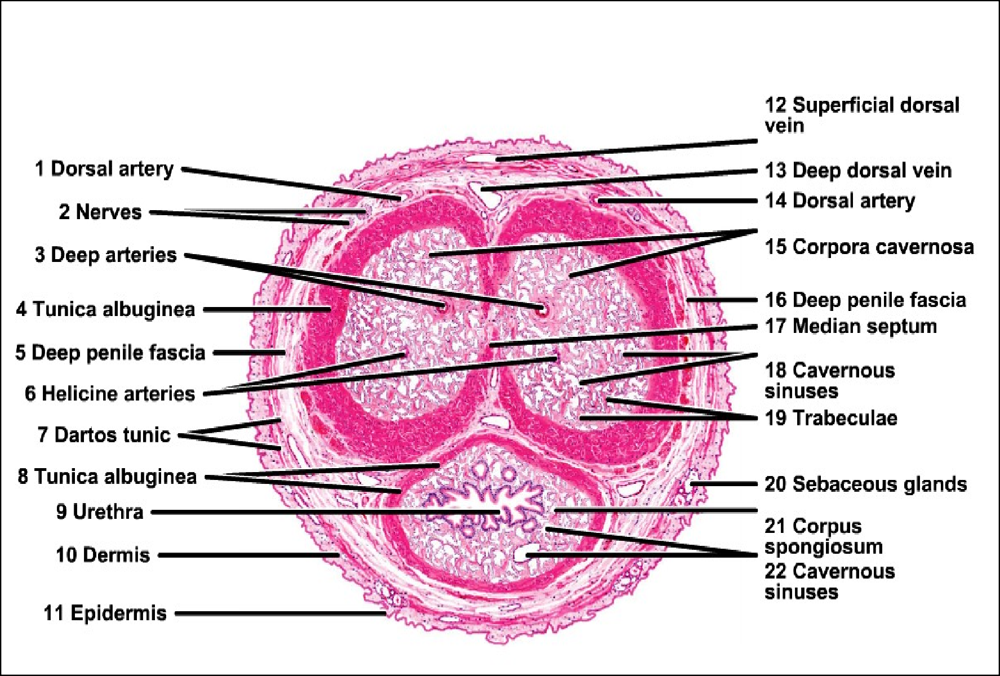 1 Dorsal artery
2 Nerves
3 Deep arteries
4 Tunica albuginea
5 Deep penile fascia
6 Helicine arteries
7 Dartos tunic
8 Tunica albuginea
9 Urethra
10 Dermis
11 Epidermis
12 Superficial dorsal
vein
13 Deep dorsal vein
14 Dorsal artery
15 Corpora cavernosa
16 Deep penile fascia
17 Median septum
18 Cavernous
sinuses
19 Trabeculae
20 Sebaceous glands
21 Corpus
spongiosum
22 Cavernous
sinuses